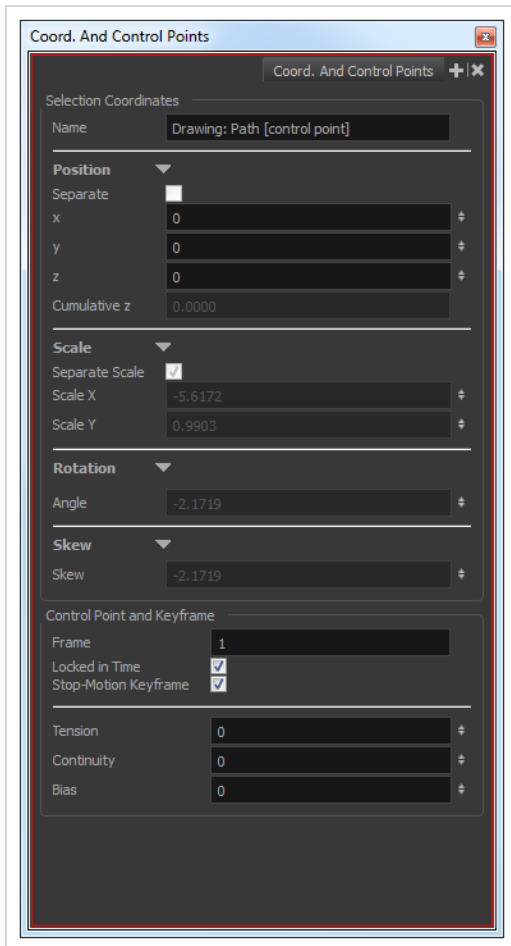 Coord. And Control Points
Coord. And Control Points
Selection Coordinates
Name Drawing: Path [control point]
Position
Separate
x 0
y 0
z 0
Cumulative z 0.0000
Scale
Separate Scale
Scale X -5.6172
Scale Y 0.9903
Rotation
Angle -2.1719
Skew
Skew -2.1719
Control Point and Keyframe
Frame 1
Locked in Time
Stop-Motion Keyframe
Tension 0
Continuity 0
Bias 0